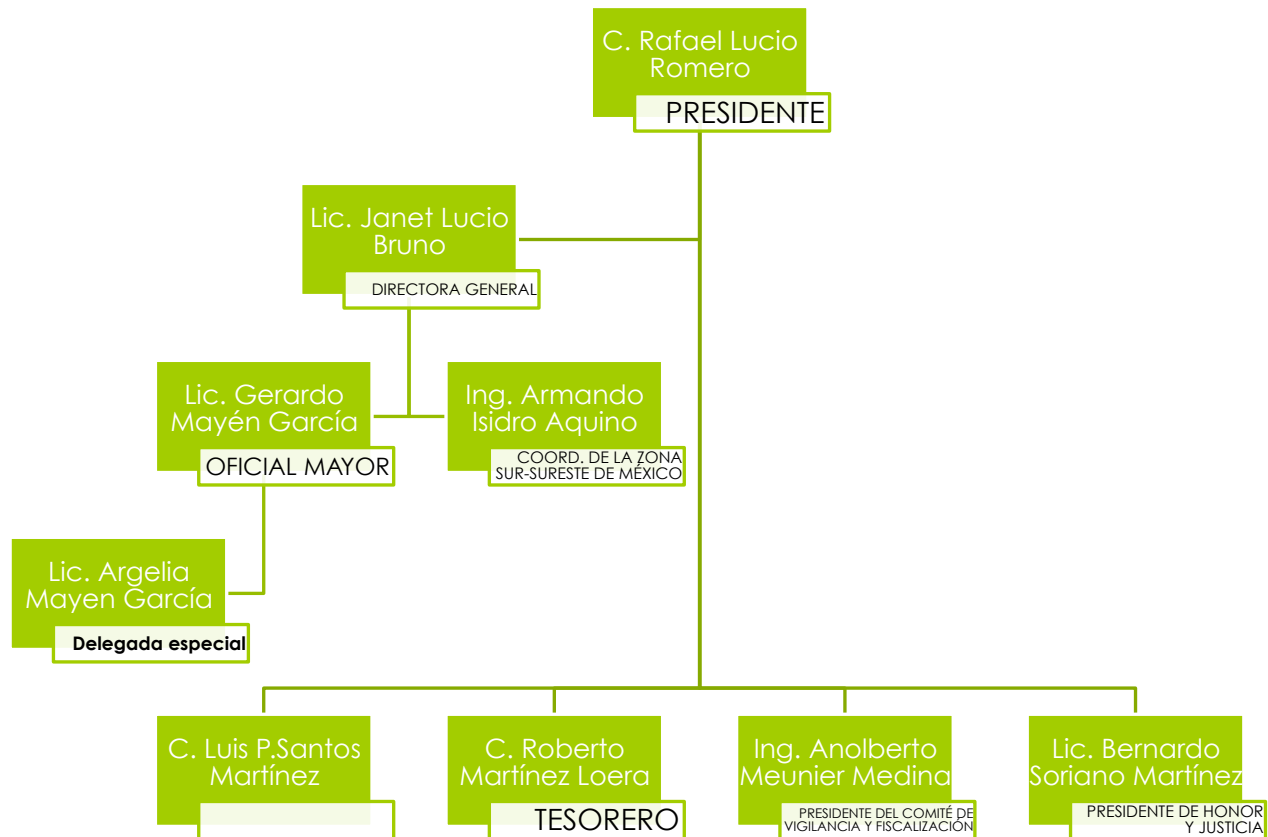 C. Rafael Lucio
Romero
PRESIDENTE
Lic. Janet Lucio
Bruno
DIRECTORA GENERAL
Lic. Gerardo
Mayén García
OFICIAL MAYOR
Ing. Armando
Isidro Aquino
COORD. DE LA ZONA
SUR-SURESTE DE MÉXICO
Lic. Argelia
Mayen García
Delegada especial
C. Luis P.Santos
Martínez
C. Roberto
Martínez Loera
TESORERO
Ing. Anolberto
Meunier Medina
PRESIDENTE DEL COMITÉ DE
VIGILANCIA Y FISCALIZACIÓN
Lic. Bernardo
Soriano Martínez
PRESIDENTE DE HONOR
Y JUSTICIA